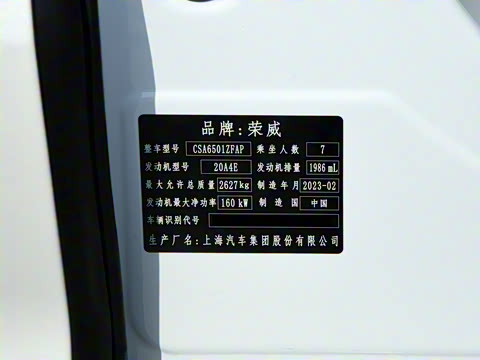 品牌:荣威
整车型号 CSA6501ZFAP 乘坐人数 7
发动机型号 20A4E 发动机排量 1986 mL
最大允许总质量 2627kg 制造年月 2023-02
发动机最大净功率 160 kW 制造国 中国
车辆识别代号
生产厂名:上海汽车集团股份有限公司